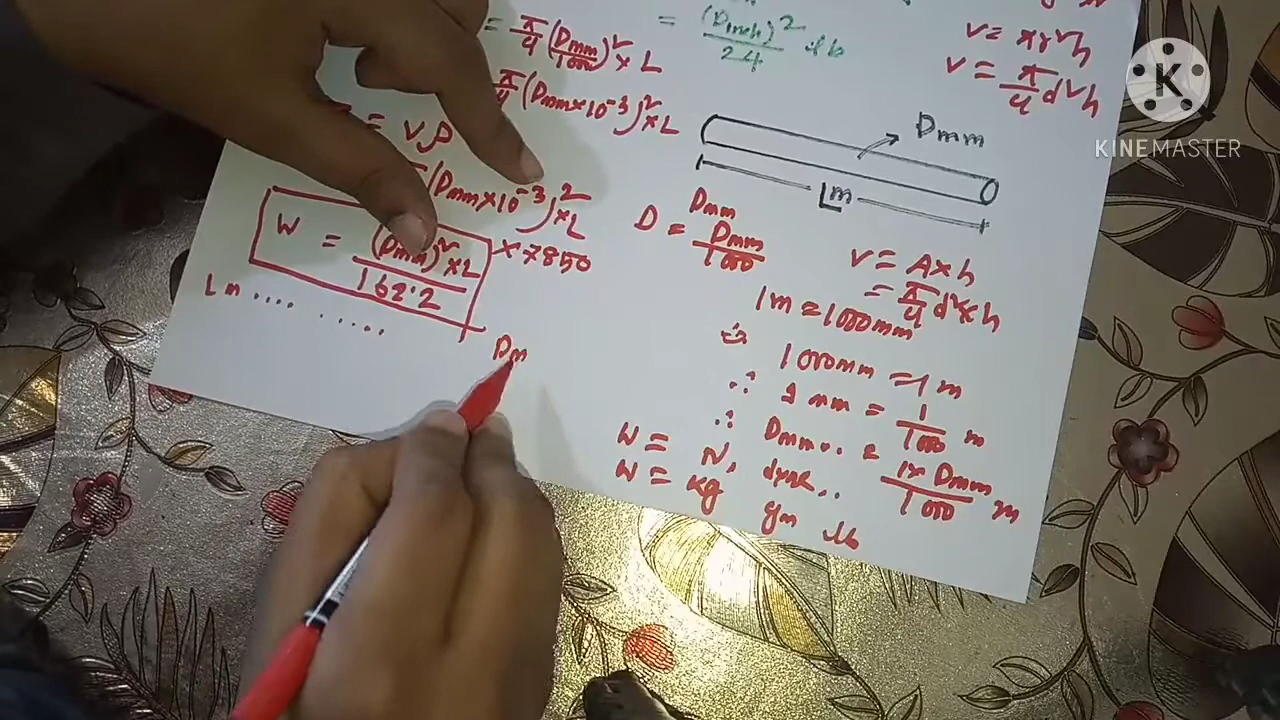 = π/4 (Dmm/1000)² × L
π/4 (Dmm×10⁻³)² × L
= Vρ
(Dmm×10⁻³)² × L
× 7850
W = (Dmm)² × L / 162.2
Lm .... .....
Dm
= (Dinch)² / 24 lb
V = πr²h
V = π/4 d²h
K
KINEMASTER
Dmm
Lm
Dmm
D = Dmm/1000
V = A×h
= π/4 d²×h
1m = 1000mm
1000mm = 1m
∴ 1mm = 1/1000 m
∴ Dmm.. = 1×Dmm/1000 m
W = N, dyne..
W = kg gm lb